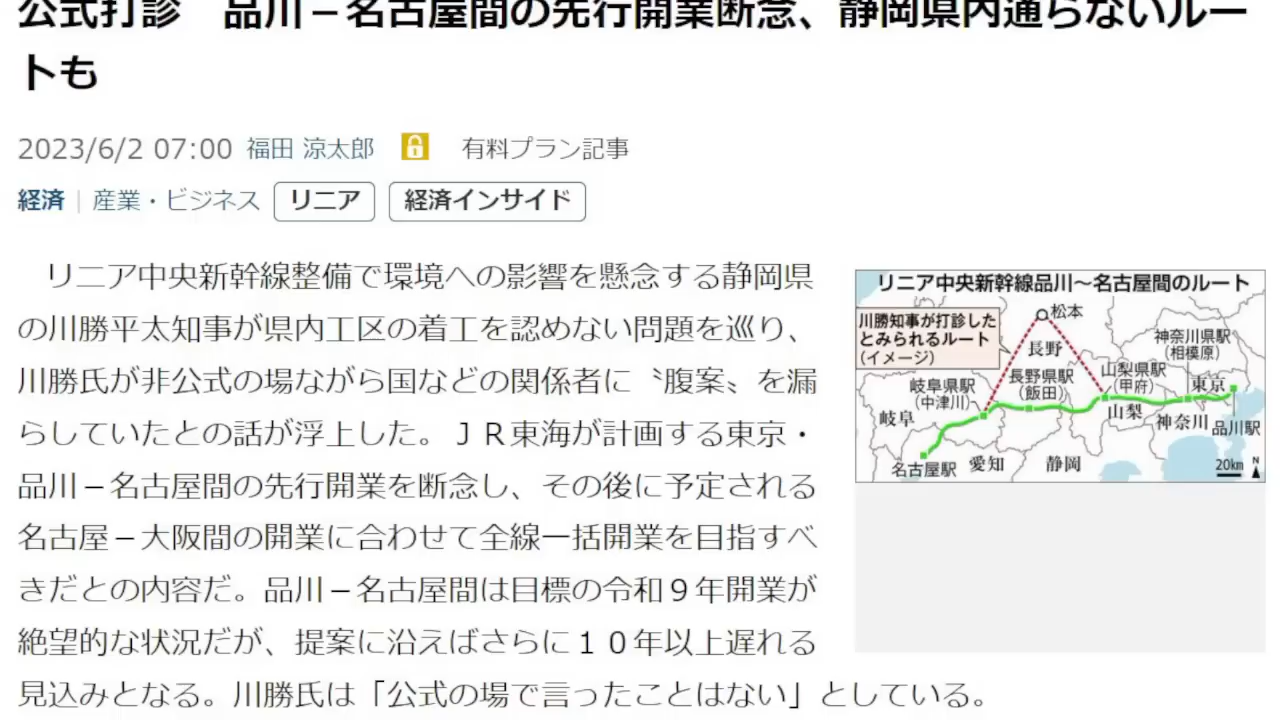 公式打診　品川－名古屋間の先行開業断念、静岡県内通らないルー
トも
2023/6/2 07:00 福田 涼太郎 有料プラン記事
経済 | 産業・ビジネス リニア 経済インサイド
リニア中央新幹線整備で環境への影響を懸念する静岡県
の川勝平太知事が県内工区の着工を認めない問題を巡り、
川勝氏が非公式の場ながら国などの関係者に〝腹案〟を漏
らしていたとの話が浮上した。ＪＲ東海が計画する東京・
品川－名古屋間の先行開業を断念し、その後に予定される
名古屋－大阪間の開業に合わせて全線一括開業を目指すべ
きだとの内容だ。品川－名古屋間は目標の令和９年開業が
絶望的な状況だが、提案に沿えばさらに１０年以上遅れる
見込みとなる。川勝氏は「公式の場で言ったことはない」としている。
リニア中央新幹線品川～名古屋間のルート
川勝知事が打診した
とみられるルート
（イメージ）
松本
長野
神奈川県駅
（相模原）
長野県駅
（飯田）
山梨県駅
（甲府）
東京
岐阜県駅
（中津川）
岐阜
山梨
神奈川
品川駅
名古屋駅
愛知
静岡
20km
N